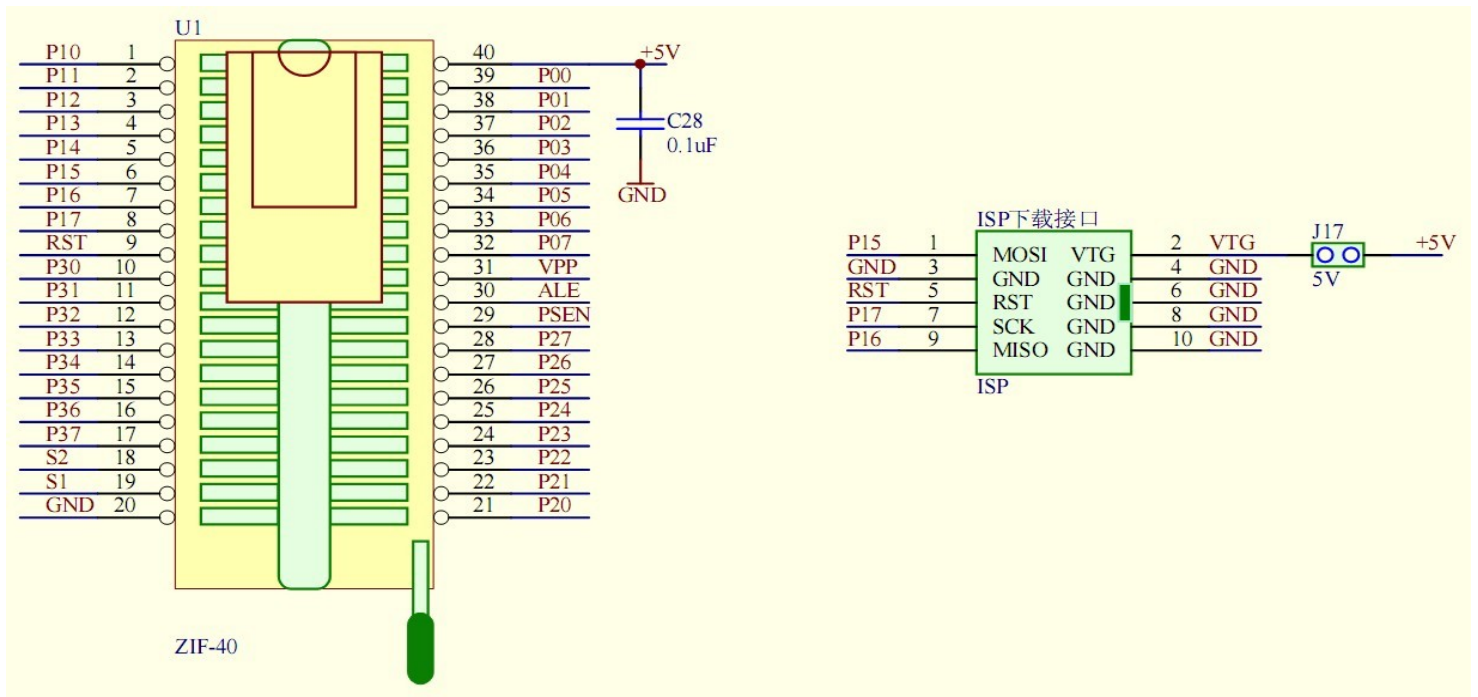 U1
P10 1 40 +5V
P11 2 39 P00
P12 3 38 P01
P13 4 37 P02
P14 5 36 P03
P15 6 35 P04
P16 7 34 P05
P17 8 33 P06
RST 9 32 P07
P30 10 31 VPP
P31 11 30 ALE
P32 12 29 PSEN
P33 13 28 P27
P34 14 27 P26
P35 15 26 P25
P36 16 25 P24
P37 17 24 P23
S2 18 23 P22
S1 19 22 P21
GND 20 21 P20
ZIF-40
C28
0.1uF
GND
ISP下载接口
P15 1 MOSI VTG 2 VTG
GND 3 GND GND 4 GND
RST 5 RST GND 6 GND
P17 7 SCK GND 8 GND
P16 9 MISO GND 10 GND
ISP
J17
+5V
5V